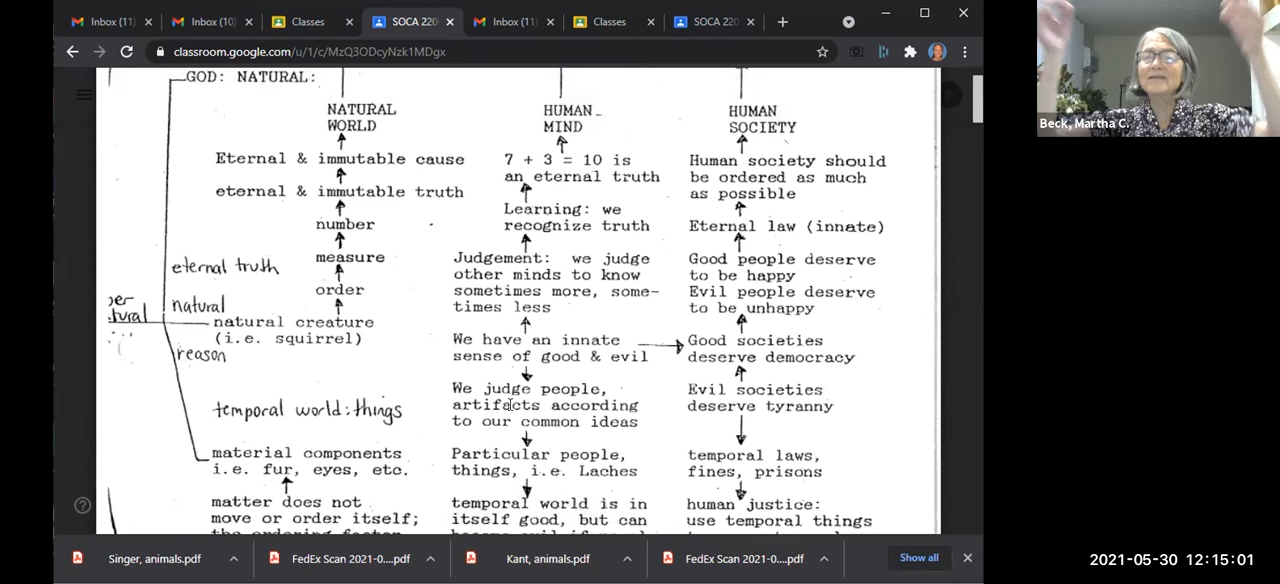 Inbox (11)
Inbox (10)
Classes
SOCA 220
Inbox (11)
Classes
SOCA 220
classroom.google.com/u/1/c/MzQ3ODcyNzk1MDgx
GOD: NATURAL:
NATURAL
WORLD
Eternal & immutable cause
eternal & immutable truth
number
measure
eternal truth
order
natural
natural creature
(i.e. squirrel)
reason
temporal world: things
material components
i.e. fur, eyes, etc.
matter does not
move or order itself;
the ordering factor
HUMAN
MIND
7 + 3 = 10 is
an eternal truth
Learning: we
recognize truth
Judgement: we judge
other minds to know
sometimes more, some-
times less
We have an innate
sense of good & evil
We judge people,
artifacts according
to our common ideas
Particular people,
things, i.e. Laches
temporal world is in
itself good, but can
HUMAN
SOCIETY
Human society should
be ordered as much
as possible
Eternal law (innate)
Good people deserve
to be happy
Evil people deserve
to be unhappy
Good societies
deserve democracy
Evil societies
deserve tyranny
temporal laws,
fines, prisons
human justice:
use temporal things
Beck, Martha C.
Singer, animals.pdf
FedEx Scan 2021-0....pdf
Kant, animals.pdf
FedEx Scan 2021-0....pdf
Show all
2021-05-30 12:15:01